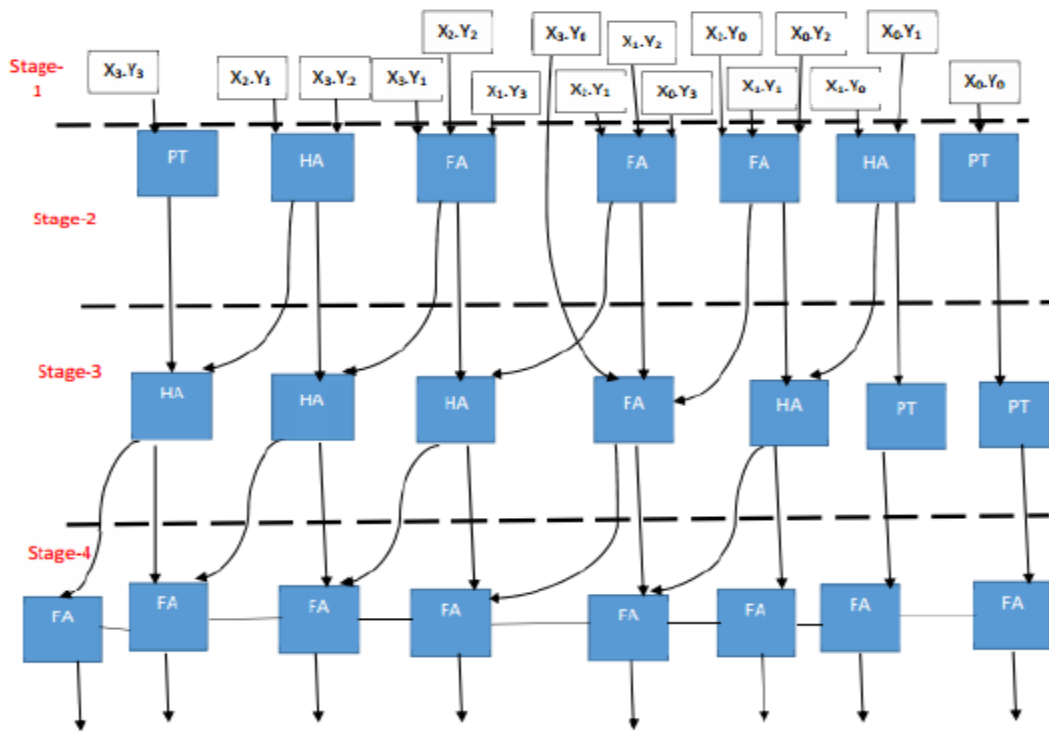 X₂.Y₂
X₃.Y₀
X₁.Y₂
X₂.Y₀
X₀.Y₂
X₀.Y₁
Stage-
1
X₃.Y₃
X₂.Y₃
X₃.Y₂
X₃.Y₁
X₁.Y₃
X₂.Y₁
X₀.Y₃
X₁.Y₁
X₁.Y₀
X₀.Y₀
PT
HA
FA
FA
FA
HA
PT
Stage-2
Stage-3
HA
HA
HA
FA
HA
PT
PT
Stage-4
FA
FA
FA
FA
FA
FA
FA
FA